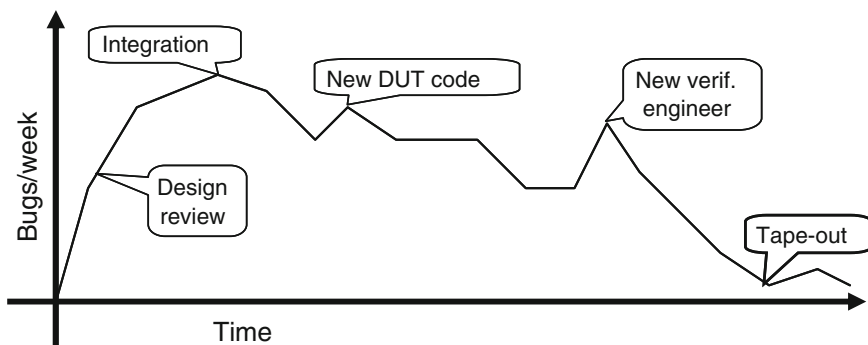 Integration
New DUT code
New verif.
engineer
Design
review
Tape-out
Bugs/week
Time